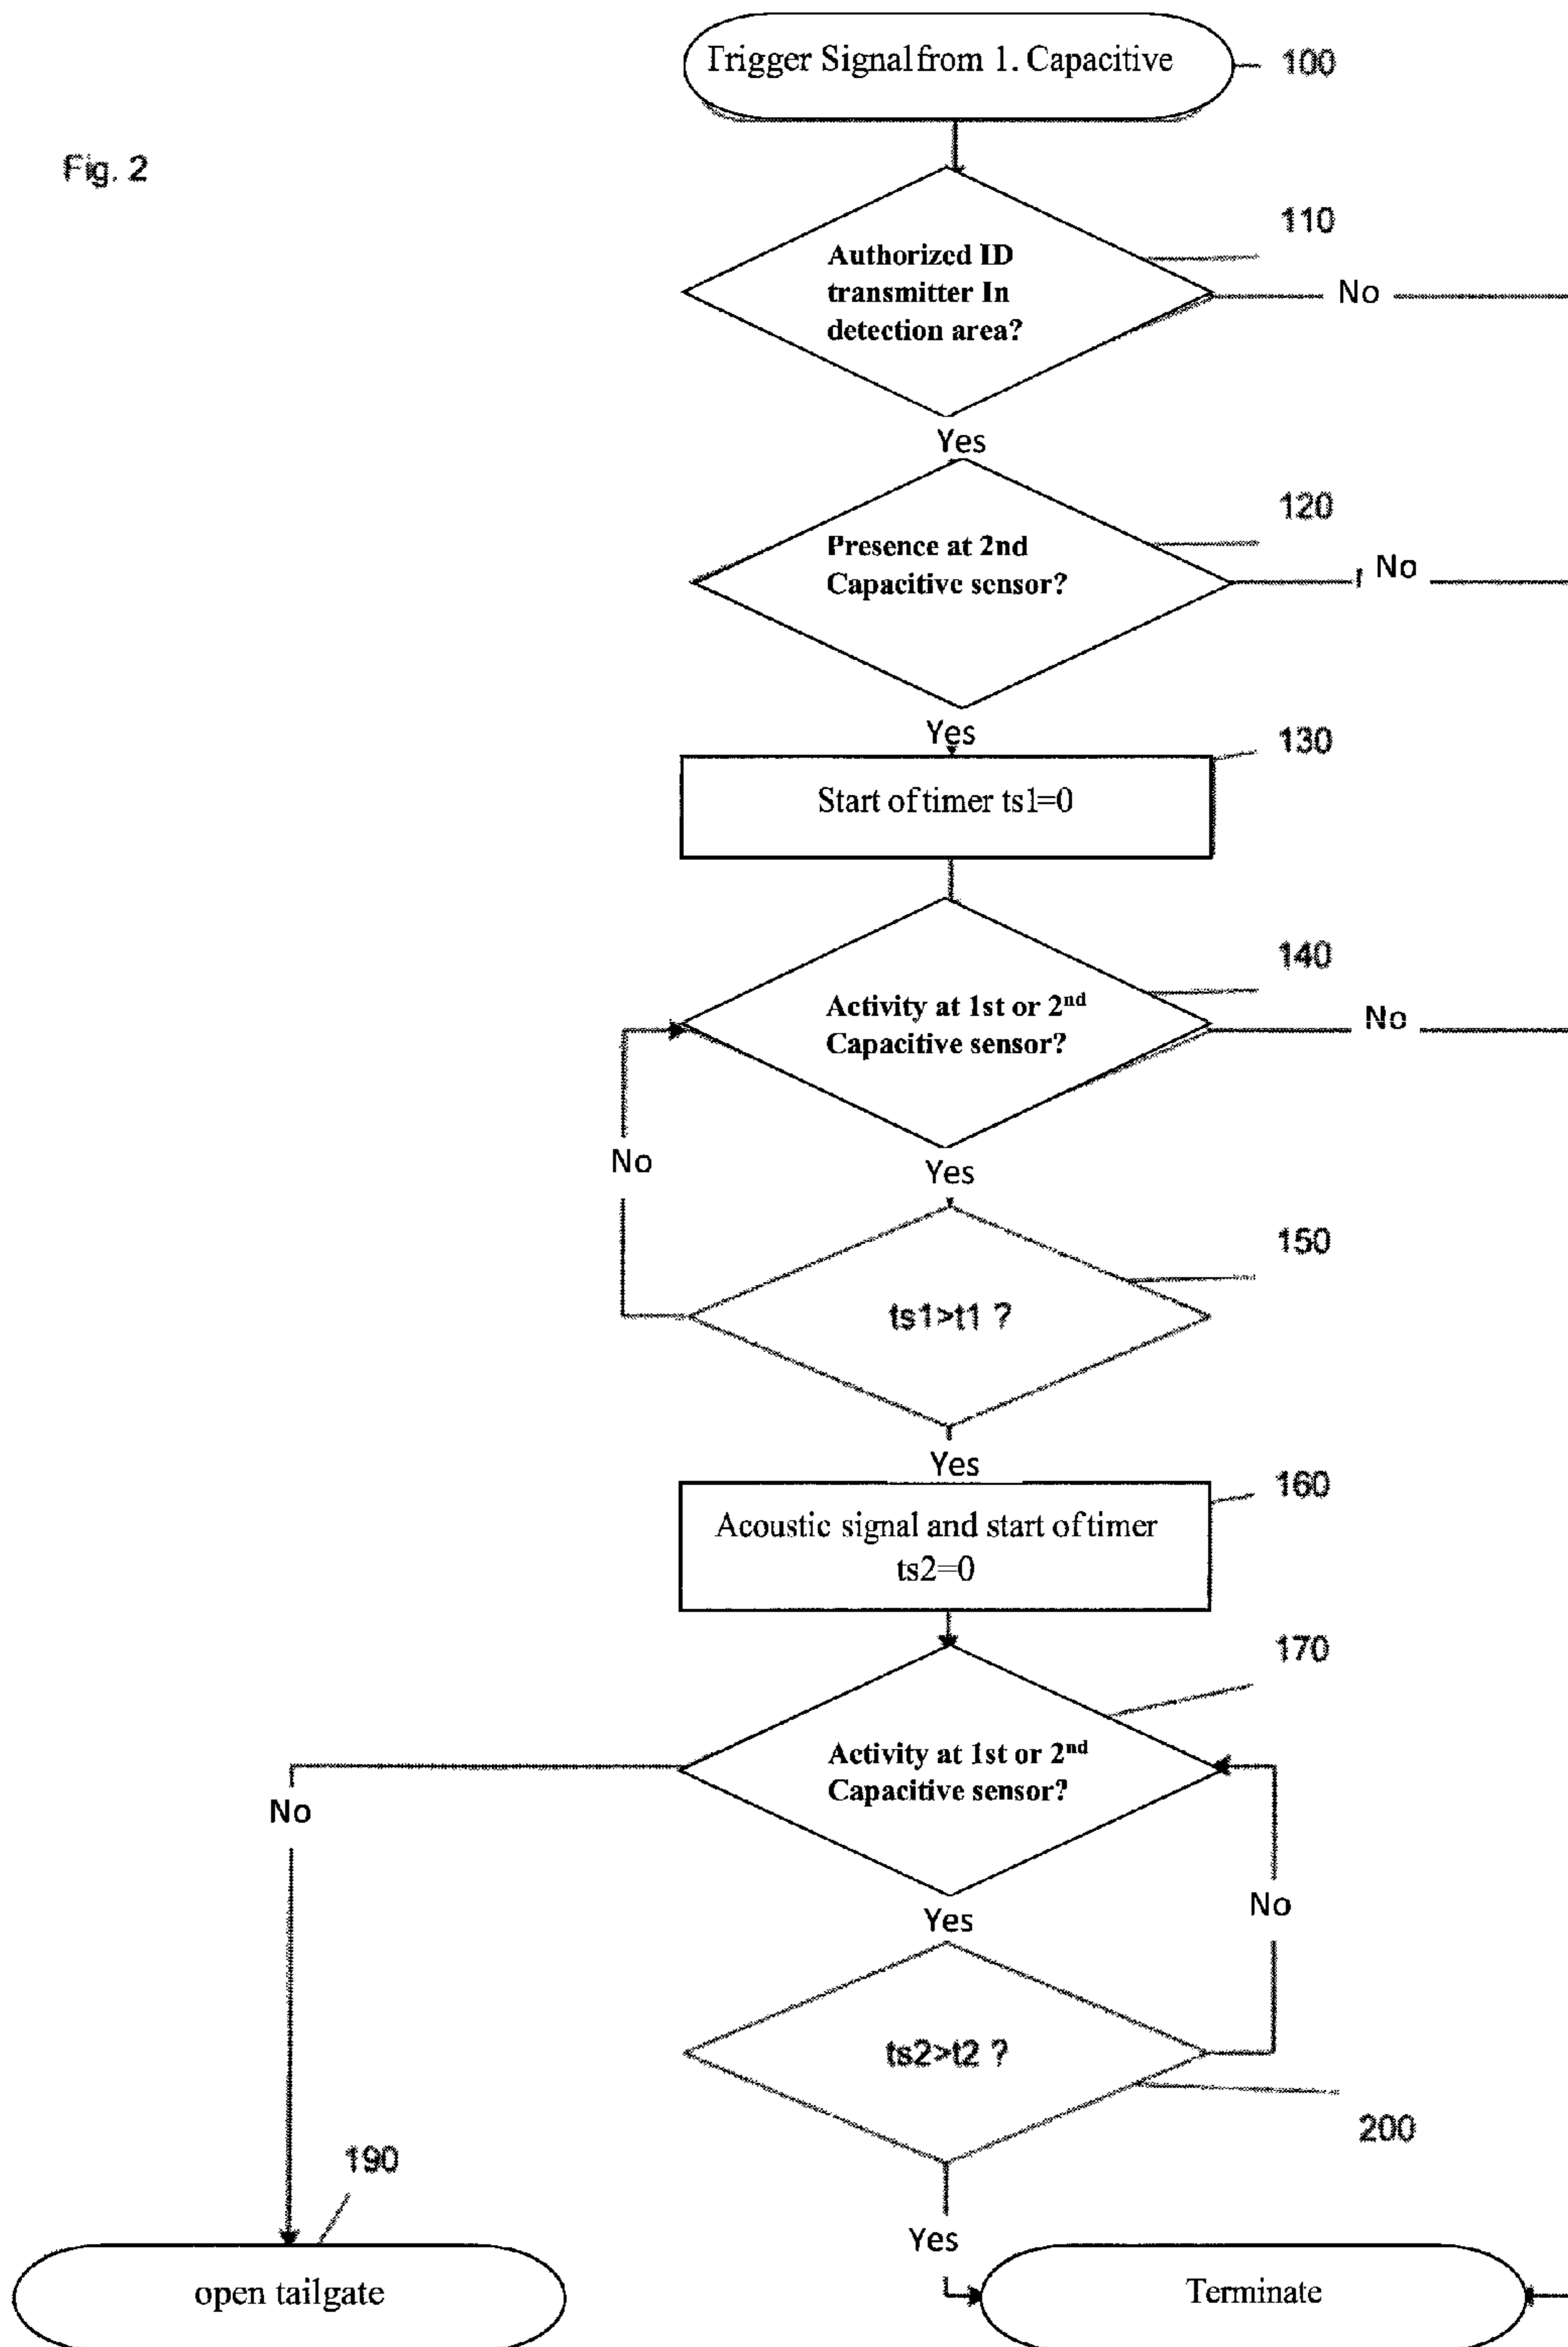 Trigger Signal from 1. Capacitive
100
Fig. 2
110
Authorized ID
transmitter In
detection area?
No
Yes
120
Presence at 2nd
Capacitive sensor?
No
Yes
130
Start of timer ts1=0
140
Activity at 1st or 2nd
Capacitive sensor?
No
No
Yes
150
ts1>t1 ?
Yes
160
Acoustic signal and start of timer
ts2=0
170
Activity at 1st or 2nd
Capacitive sensor?
No
No
Yes
ts2>t2 ?
200
190
Yes
open tailgate
Terminate